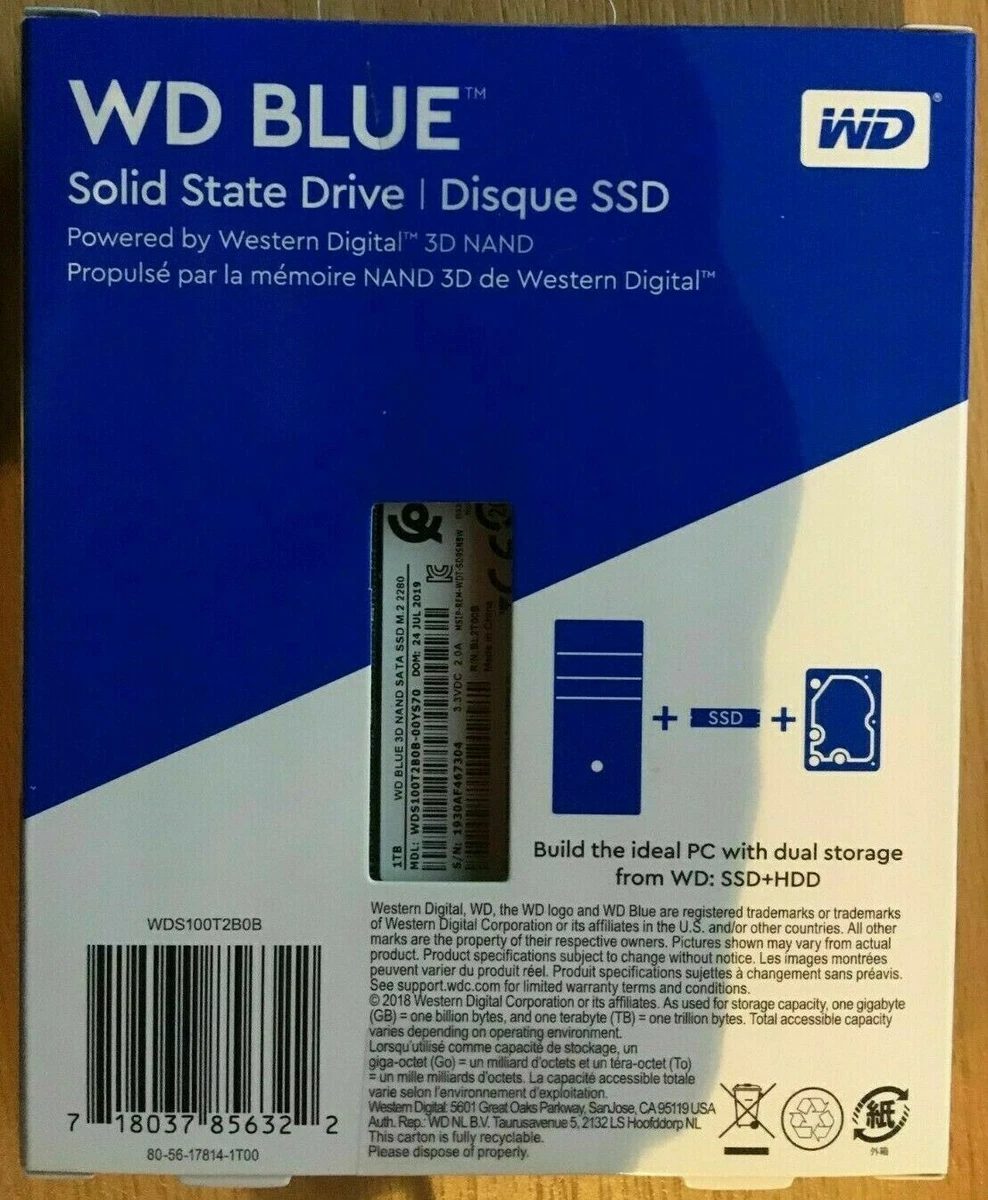 WD BLUE™
WD®
Solid State Drive | Disque SSD
Powered by Western Digital™ 3D NAND
Propulsé par la mémoire NAND 3D de Western Digital™
1TB WD BLUE 3D NAND SATA SSD M.2 2280
MDL: WDS100T2B0B-00YS70 DOM: 24 JUL 2019
S/N: 1930AF467304 3.3VDC 2.0A MSIP-REM-WDT-SD9SN8W
R/N: BL2T00B
Made in China
+ SSD +
Build the ideal PC with dual storage
from WD: SSD+HDD
Western Digital, WD, the WD logo and WD Blue are registered trademarks or trademarks
of Western Digital Corporation or its affiliates in the U.S. and/or other countries. All other
marks are the property of their respective owners. Pictures shown may vary from actual
product. Product specifications subject to change without notice. Les images montrées
peuvent varier du produit réel. Produit specifications sujettes à changement sans préavis.
See support.wdc.com for limited warranty terms and conditions.
© 2018 Western Digital Corporation or its affiliates. As used for storage capacity, one gigabyte
(GB) = one billion bytes, and one terabyte (TB) = one trillion bytes. Total accessible capacity
varies depending on operating environment.
Lorsqu'utilisé comme capacité de stockage, un
giga-octet (Go) = un milliard d'octets et un téra-octet (To)
= un mille milliards d'octets. La capacité accessible totale
varie selon l'environnement d'exploitation.
Western Digital: 5601 Great Oaks Parkway, San Jose, CA 95119 USA
Auth. Rep.: WD NL B.V. Taurusavenue 5, 2132 LS Hoofddorp NL
This carton is fully recyclable.
Please dispose of properly.
紙
外箱
WDS100T2B0B
7 18037 85632 2
80-56-17814-1T00